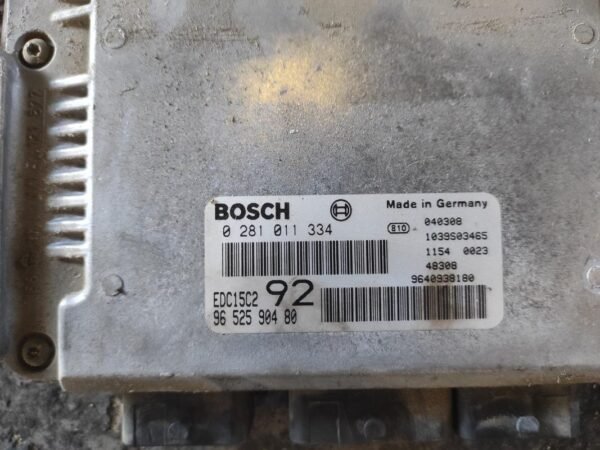 BOSCH Made in Germany
0 281 011 334 810 040308
1039S03465
1154 0023
48308
9640938180
EDC15C2 92
96 525 904 80